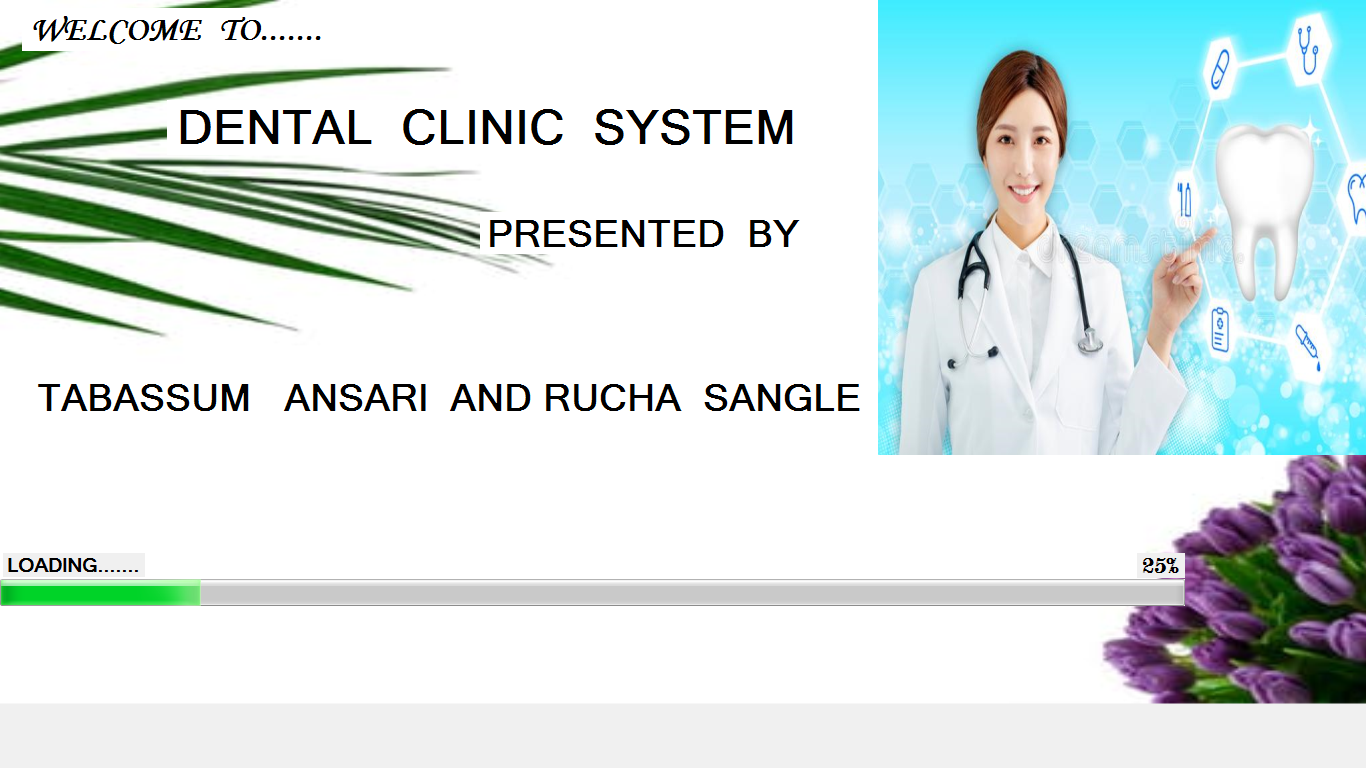 WELCOME TO.......
DENTAL CLINIC SYSTEM
PRESENTED BY
TABASSUM ANSARI AND RUCHA SANGLE
LOADING.......
25%